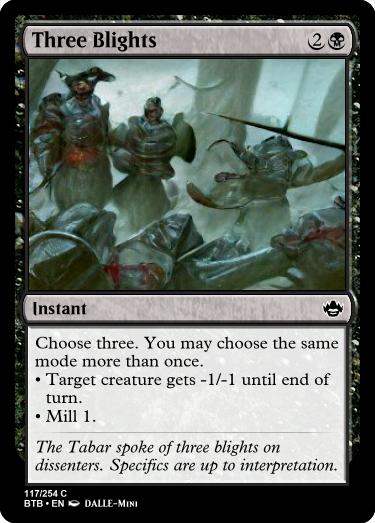 Three Blights 2
Instant
Choose three. You may choose the same
mode more than once.
• Target creature gets -1/-1 until end of
turn.
• Mill 1.
The Tabar spoke of three blights on
dissenters. Specifics are up to interpretation.
117/254 C
BTB • EN DALLE-Mini